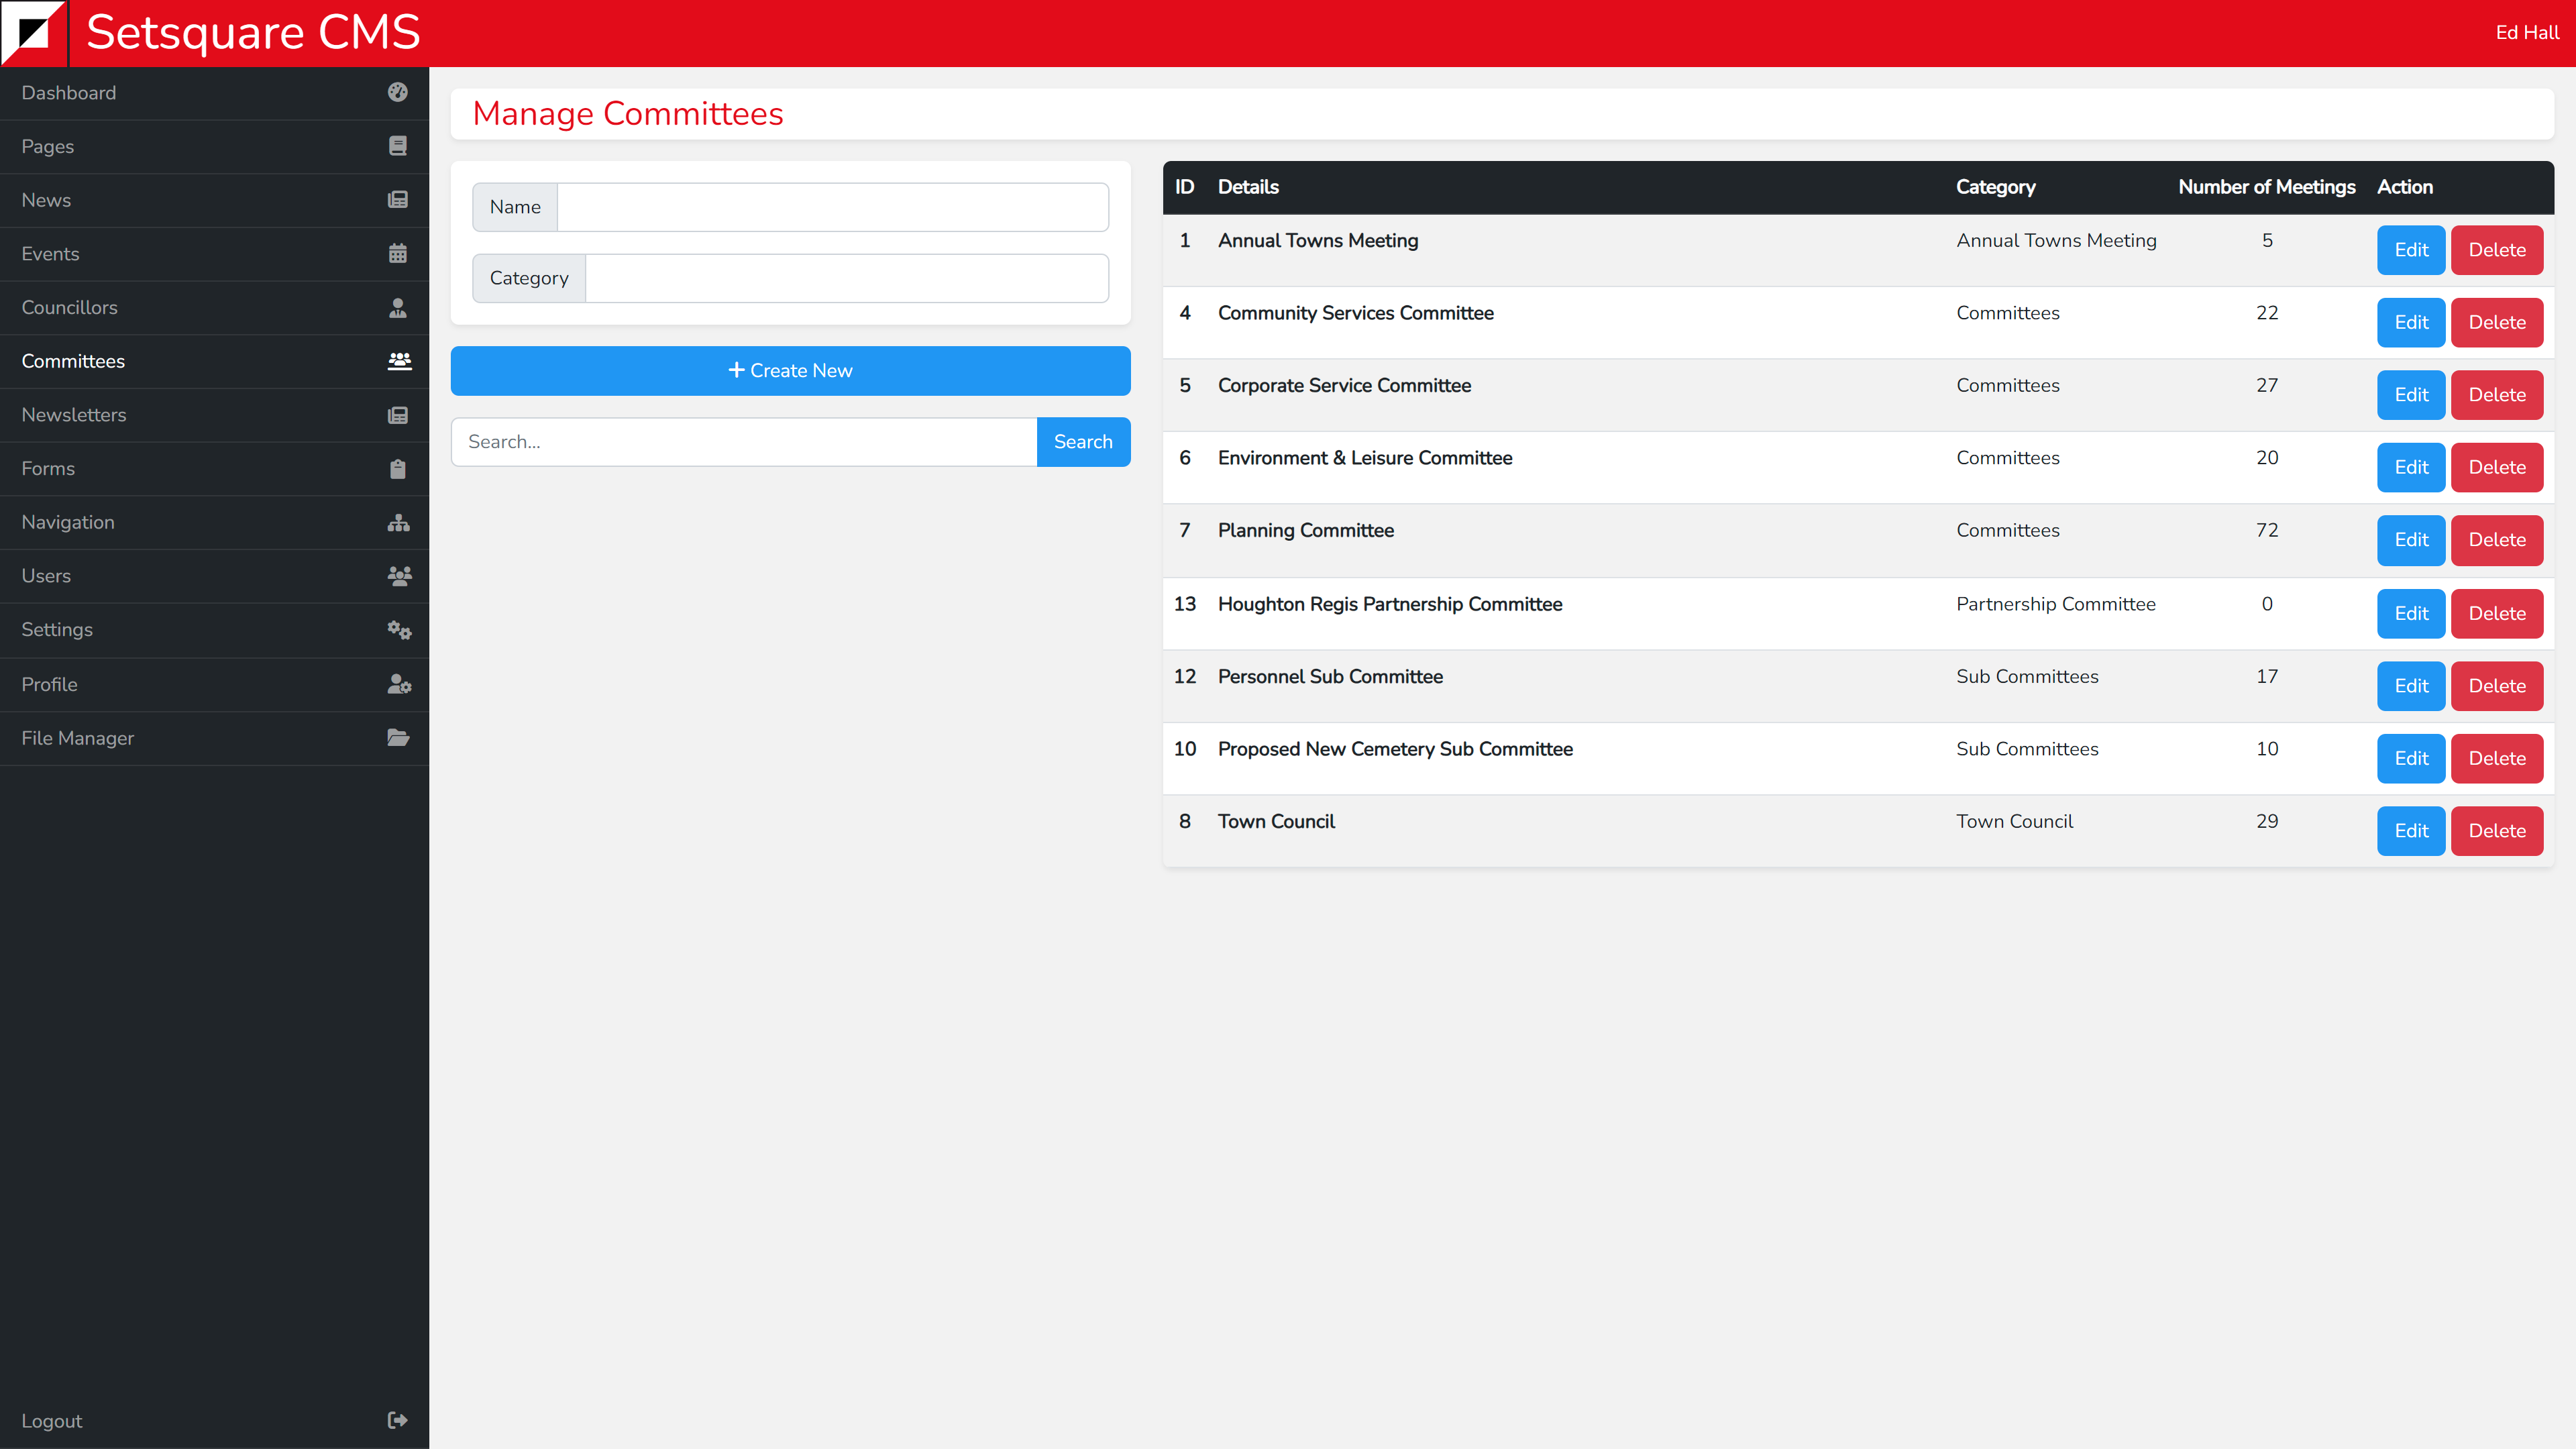 Setsquare CMS
Ed Hall
Dashboard
Pages
News
Events
Councillors
Committees
Newsletters
Forms
Navigation
Users
Settings
Profile
File Manager
Logout
Manage Committees
Name
Category
Create New
Search...
Search
ID Details Category Number of Meetings Action
1 Annual Towns Meeting Annual Towns Meeting 5 Edit Delete
4 Community Services Committee Committees 22 Edit Delete
5 Corporate Service Committee Committees 27 Edit Delete
6 Environment & Leisure Committee Committees 20 Edit Delete
7 Planning Committee Committees 72 Edit Delete
13 Houghton Regis Partnership Committee Partnership Committee 0 Edit Delete
12 Personnel Sub Committee Sub Committees 17 Edit Delete
10 Proposed New Cemetery Sub Committee Sub Committees 10 Edit Delete
8 Town Council Town Council 29 Edit Delete